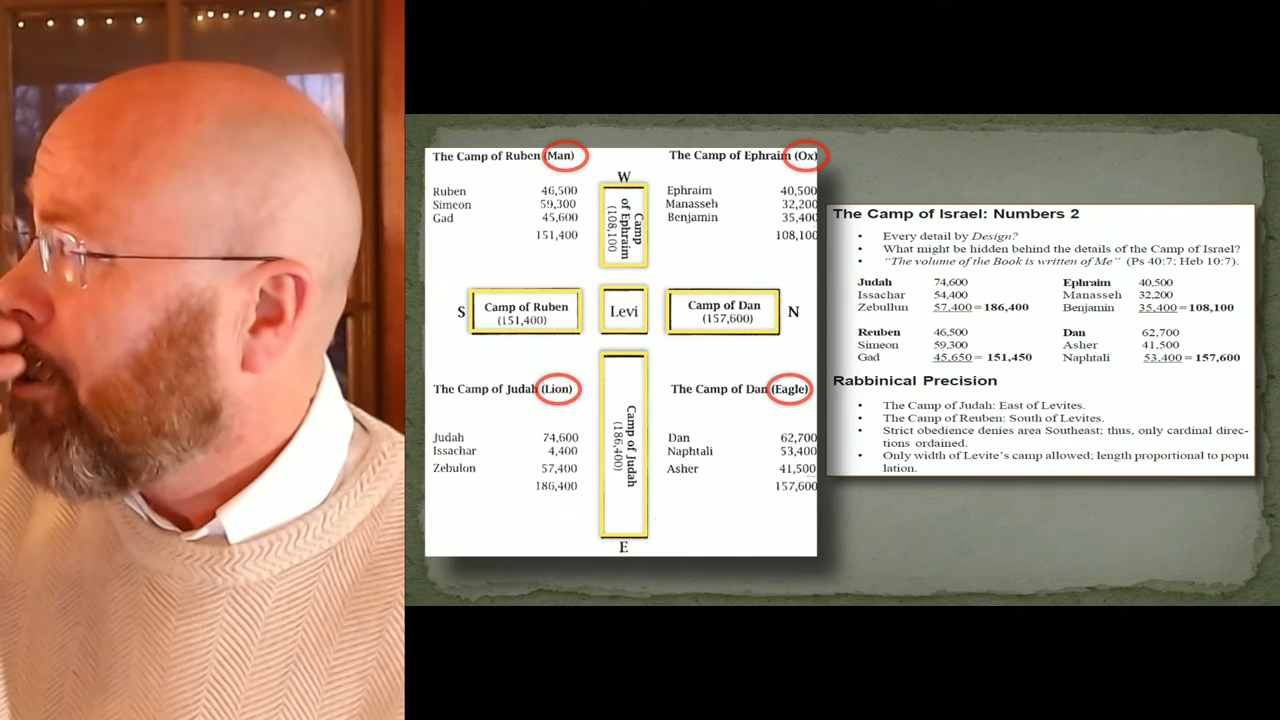 The Camp of Ruben (Man)
Ruben 46,500
Simeon 59,300
Gad 45,600
151,400
The Camp of Ephraim (Ox)
Ephraim 40,500
Manasseh 32,200
Benjamin 35,400
108,100
W
Camp
of Ephraim
(108,100
S
Camp of Ruben
(151,400)
Levi
Camp of Dan
(157,600)
N
The Camp of Judah (Lion)
Judah 74,600
Issachar 4,400
Zebulon 57,400
186,400
Camp of Judah
(186,400)
E
The Camp of Dan (Eagle)
Dan 62,700
Naphtali 53,400
Asher 41,500
157,600
The Camp of Israel: Numbers 2
• Every detail by Design?
• What might be hidden behind the details of the Camp of Israel?
• "The volume of the Book is written of Me" (Ps 40:7; Heb 10:7).
Judah 74,600 Ephraim 40,500
Issachar 54,400 Manasseh 32,200
Zebullun 57,400 = 186,400 Benjamin 35,400 = 108,100
Reuben 46,500 Dan 62,700
Simeon 59,300 Asher 41,500
Gad 45,650 = 151,450 Naphtali 53,400 = 157,600
Rabbinical Precision
• The Camp of Judah: East of Levites.
• The Camp of Reuben: South of Levites.
• Strict obedience denies area Southeast; thus, only cardinal direc-
tions ordained.
• Only width of Levite's camp allowed; length proportional to popu
lation.